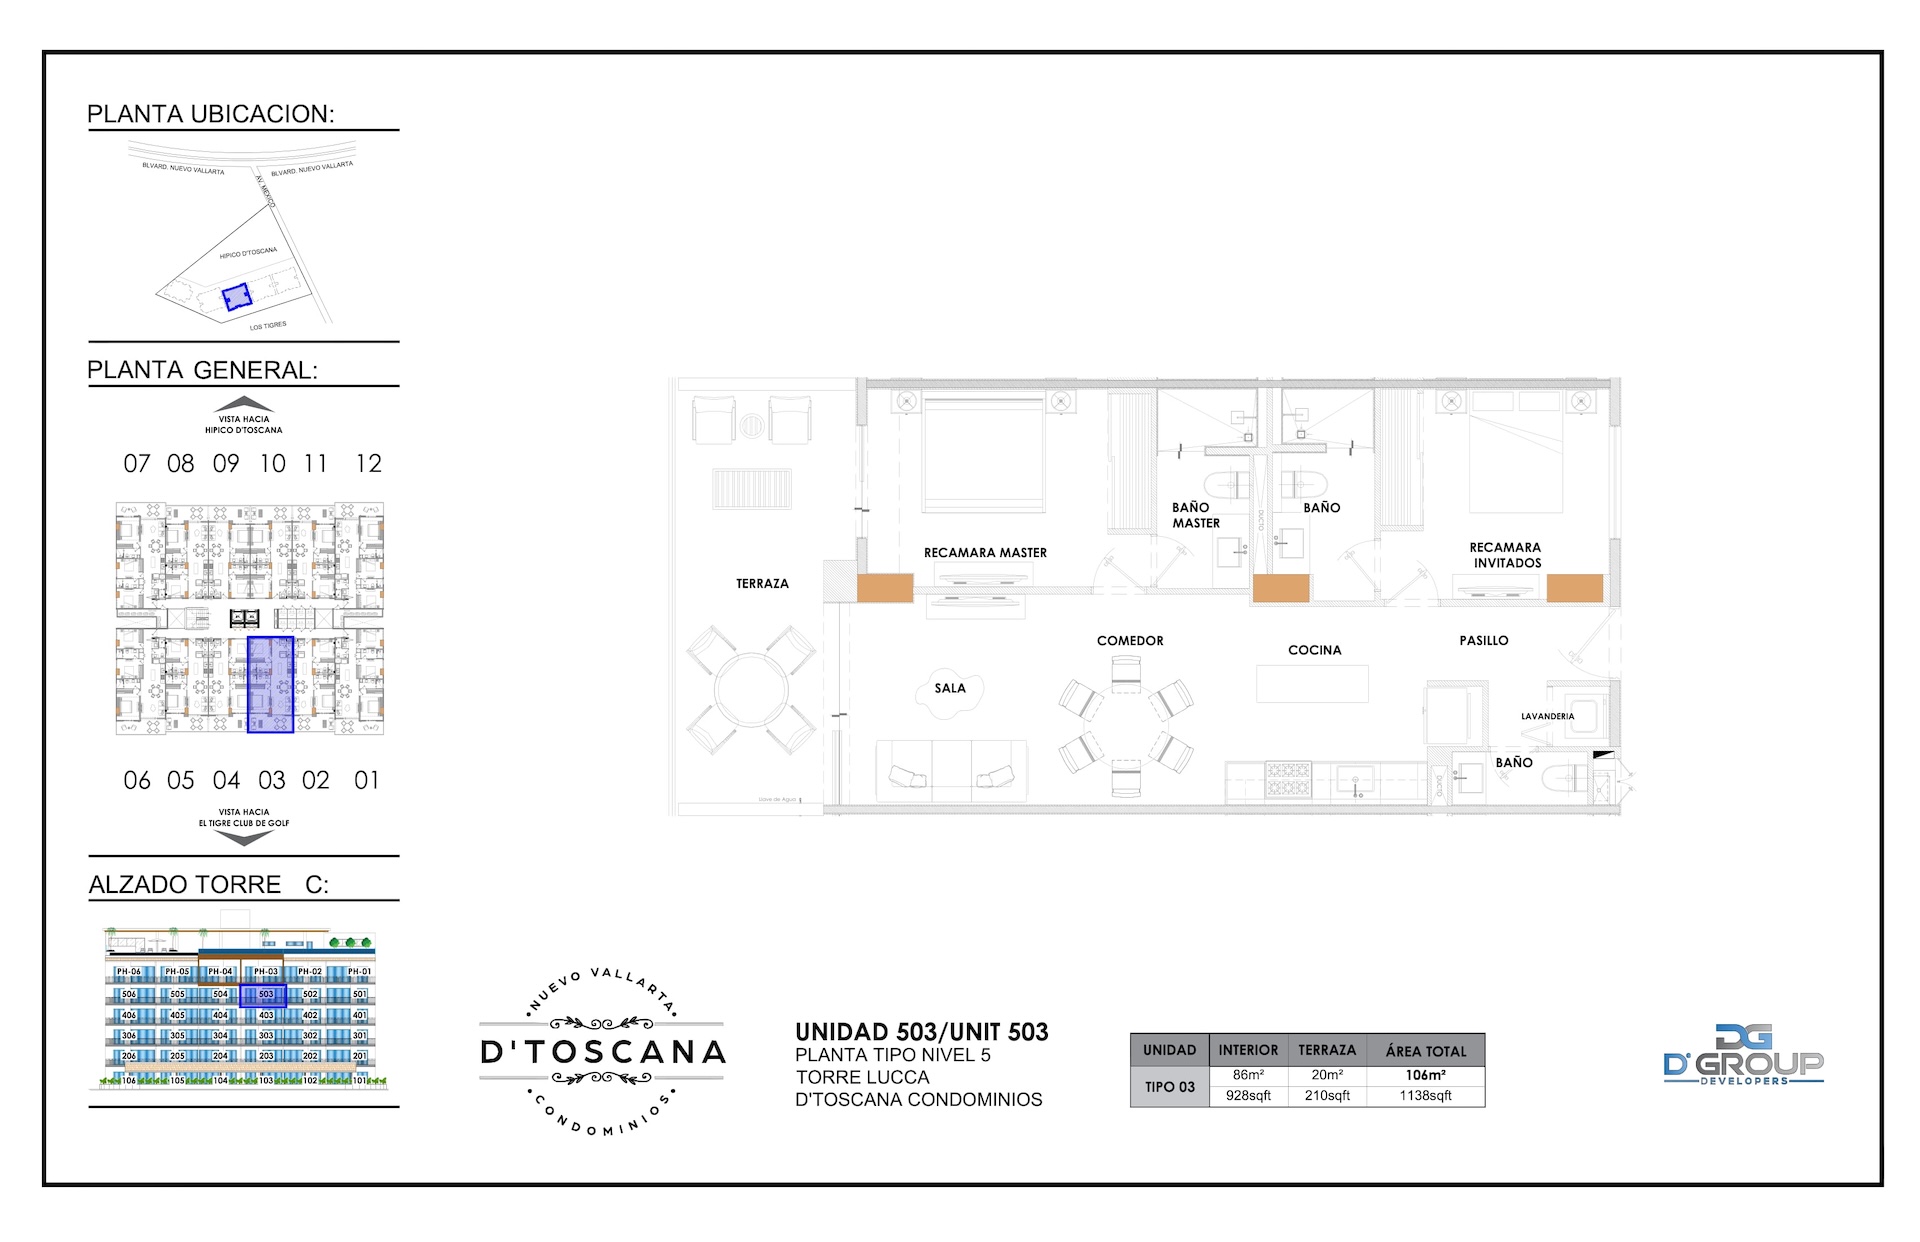 PLANTA UBICACION:
BLVARD. NUEVO VALLARTA
BLVARD. NUEVO VALLARTA
AV. MEXICO
HIPICO D'TOSCANA
LOS TIGRES
PLANTA GENERAL:
VISTA HACIA
HIPICO D'TOSCANA
07 08 09 10 11 12
06 05 04 03 02 01
VISTA HACIA
EL TIGRE CLUB DE GOLF
ALZADO TORRE C:
PH-06 PH-05 PH-04 PH-03 PH-02 PH-01
506 505 504 503 502 501
406 405 404 403 402 401
306 305 304 303 302 301
206 205 204 203 202 201
106 105 104 103 102 101
BAÑO
MASTER
BAÑO
DUCTO
RECAMARA MASTER
RECAMARA
INVITADOS
TERRAZA
COMEDOR
COCINA
PASILLO
SALA
LAVANDERIA
BAÑO
DUCTO
Llave de Agua
NUEVO VALLARTA
D'TOSCANA
CONDOMINIOS
UNIDAD 503/UNIT 503
PLANTA TIPO NIVEL 5
TORRE LUCCA
D'TOSCANA CONDOMINIOS
UNIDAD INTERIOR TERRAZA ÁREA TOTAL
TIPO 03
86m² 20m² 106m²
928sqft 210sqft 1138sqft
DG
D'GROUP
DEVELOPERS